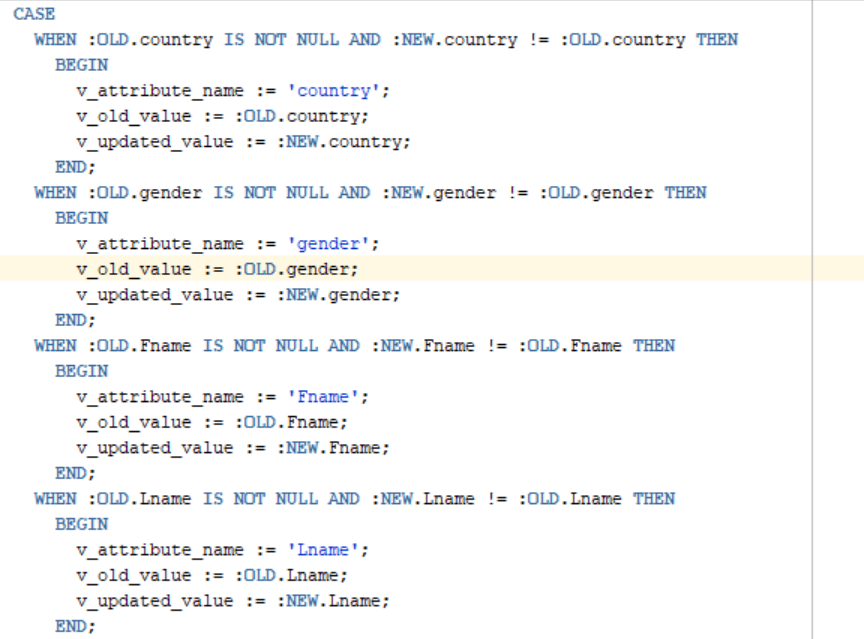 CASE
WHEN :OLD.country IS NOT NULL AND :NEW.country != :OLD.country THEN
BEGIN
v_attribute_name := 'country';
v_old_value := :OLD.country;
v_updated_value := :NEW.country;
END;
WHEN :OLD.gender IS NOT NULL AND :NEW.gender != :OLD.gender THEN
BEGIN
v_attribute_name := 'gender';
v_old_value := :OLD.gender;
v_updated_value := :NEW.gender;
END;
WHEN :OLD.Fname IS NOT NULL AND :NEW.Fname != :OLD.Fname THEN
BEGIN
v_attribute_name := 'Fname';
v_old_value := :OLD.Fname;
v_updated_value := :NEW.Fname;
END;
WHEN :OLD.Lname IS NOT NULL AND :NEW.Lname != :OLD.Lname THEN
BEGIN
v_attribute_name := 'Lname';
v_old_value := :OLD.Lname;
v_updated_value := :NEW.Lname;
END;